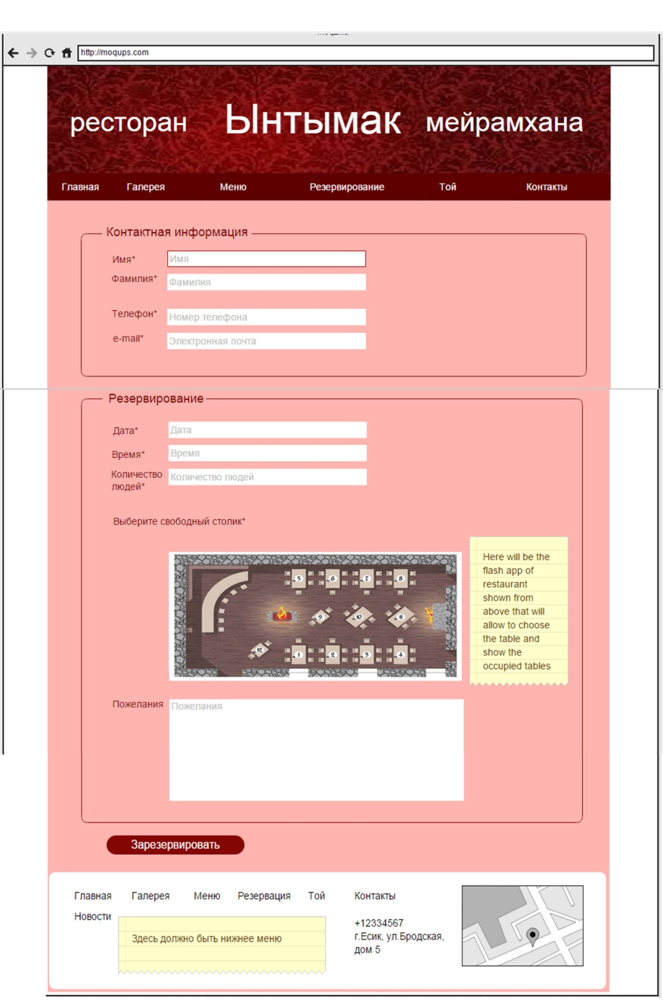 http://moqups.com
ресторан Ынтымак мейрамхана
Главная Галерея Меню Резервирование Той Контакты
Контактная информация
Имя* Имя
Фамилия* Фамилия
Телефон* Номер телефона
e-mail* Электронная почта
Резервирование
Дата* Дата
Время* Время
Количество людей* Количество людей
Выберите свободный столик*
5 6 7 8
9 10 11
12
1 2 3 4
Here will be the
flash app of
restaurant
shown from
above that will
allow to choose
the table and
show the
occupied tables
Пожелания Пожелания
Зарезервировать
Главная Галерея Меню Резервация Той Контакты
Новости
Здесь должно быть нижнее меню
+12334567
г.Есик, ул.Бродская,
дом 5